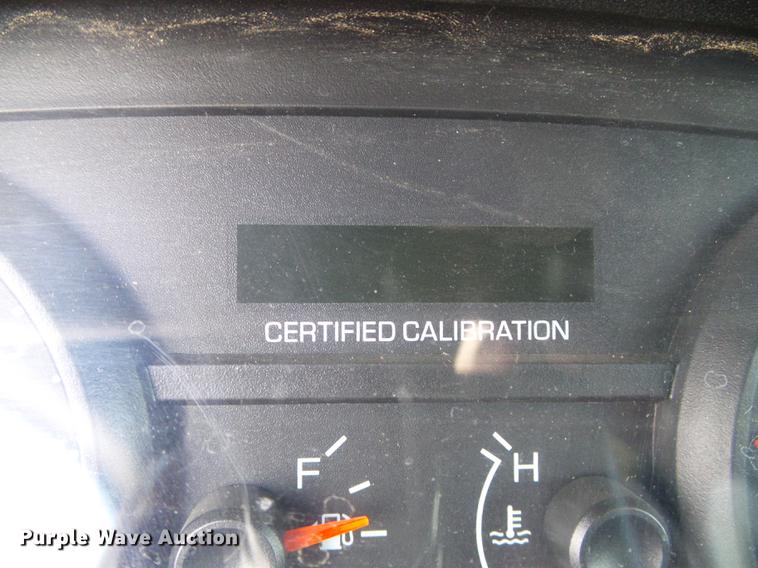 CERTIFIED CALIBRATION
F
H
Purple Wave Auction